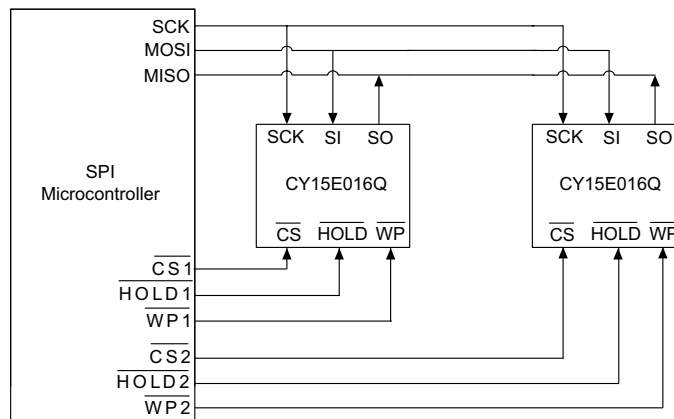 SCK
MOSI
MISO
SPI
Microcontroller
CS1
HOLD1
WP1
CS2
HOLD2
WP2
SCK SI SO
CY15E016Q
CS HOLD WP
SCK SI SO
CY15E016Q
CS HOLD WP